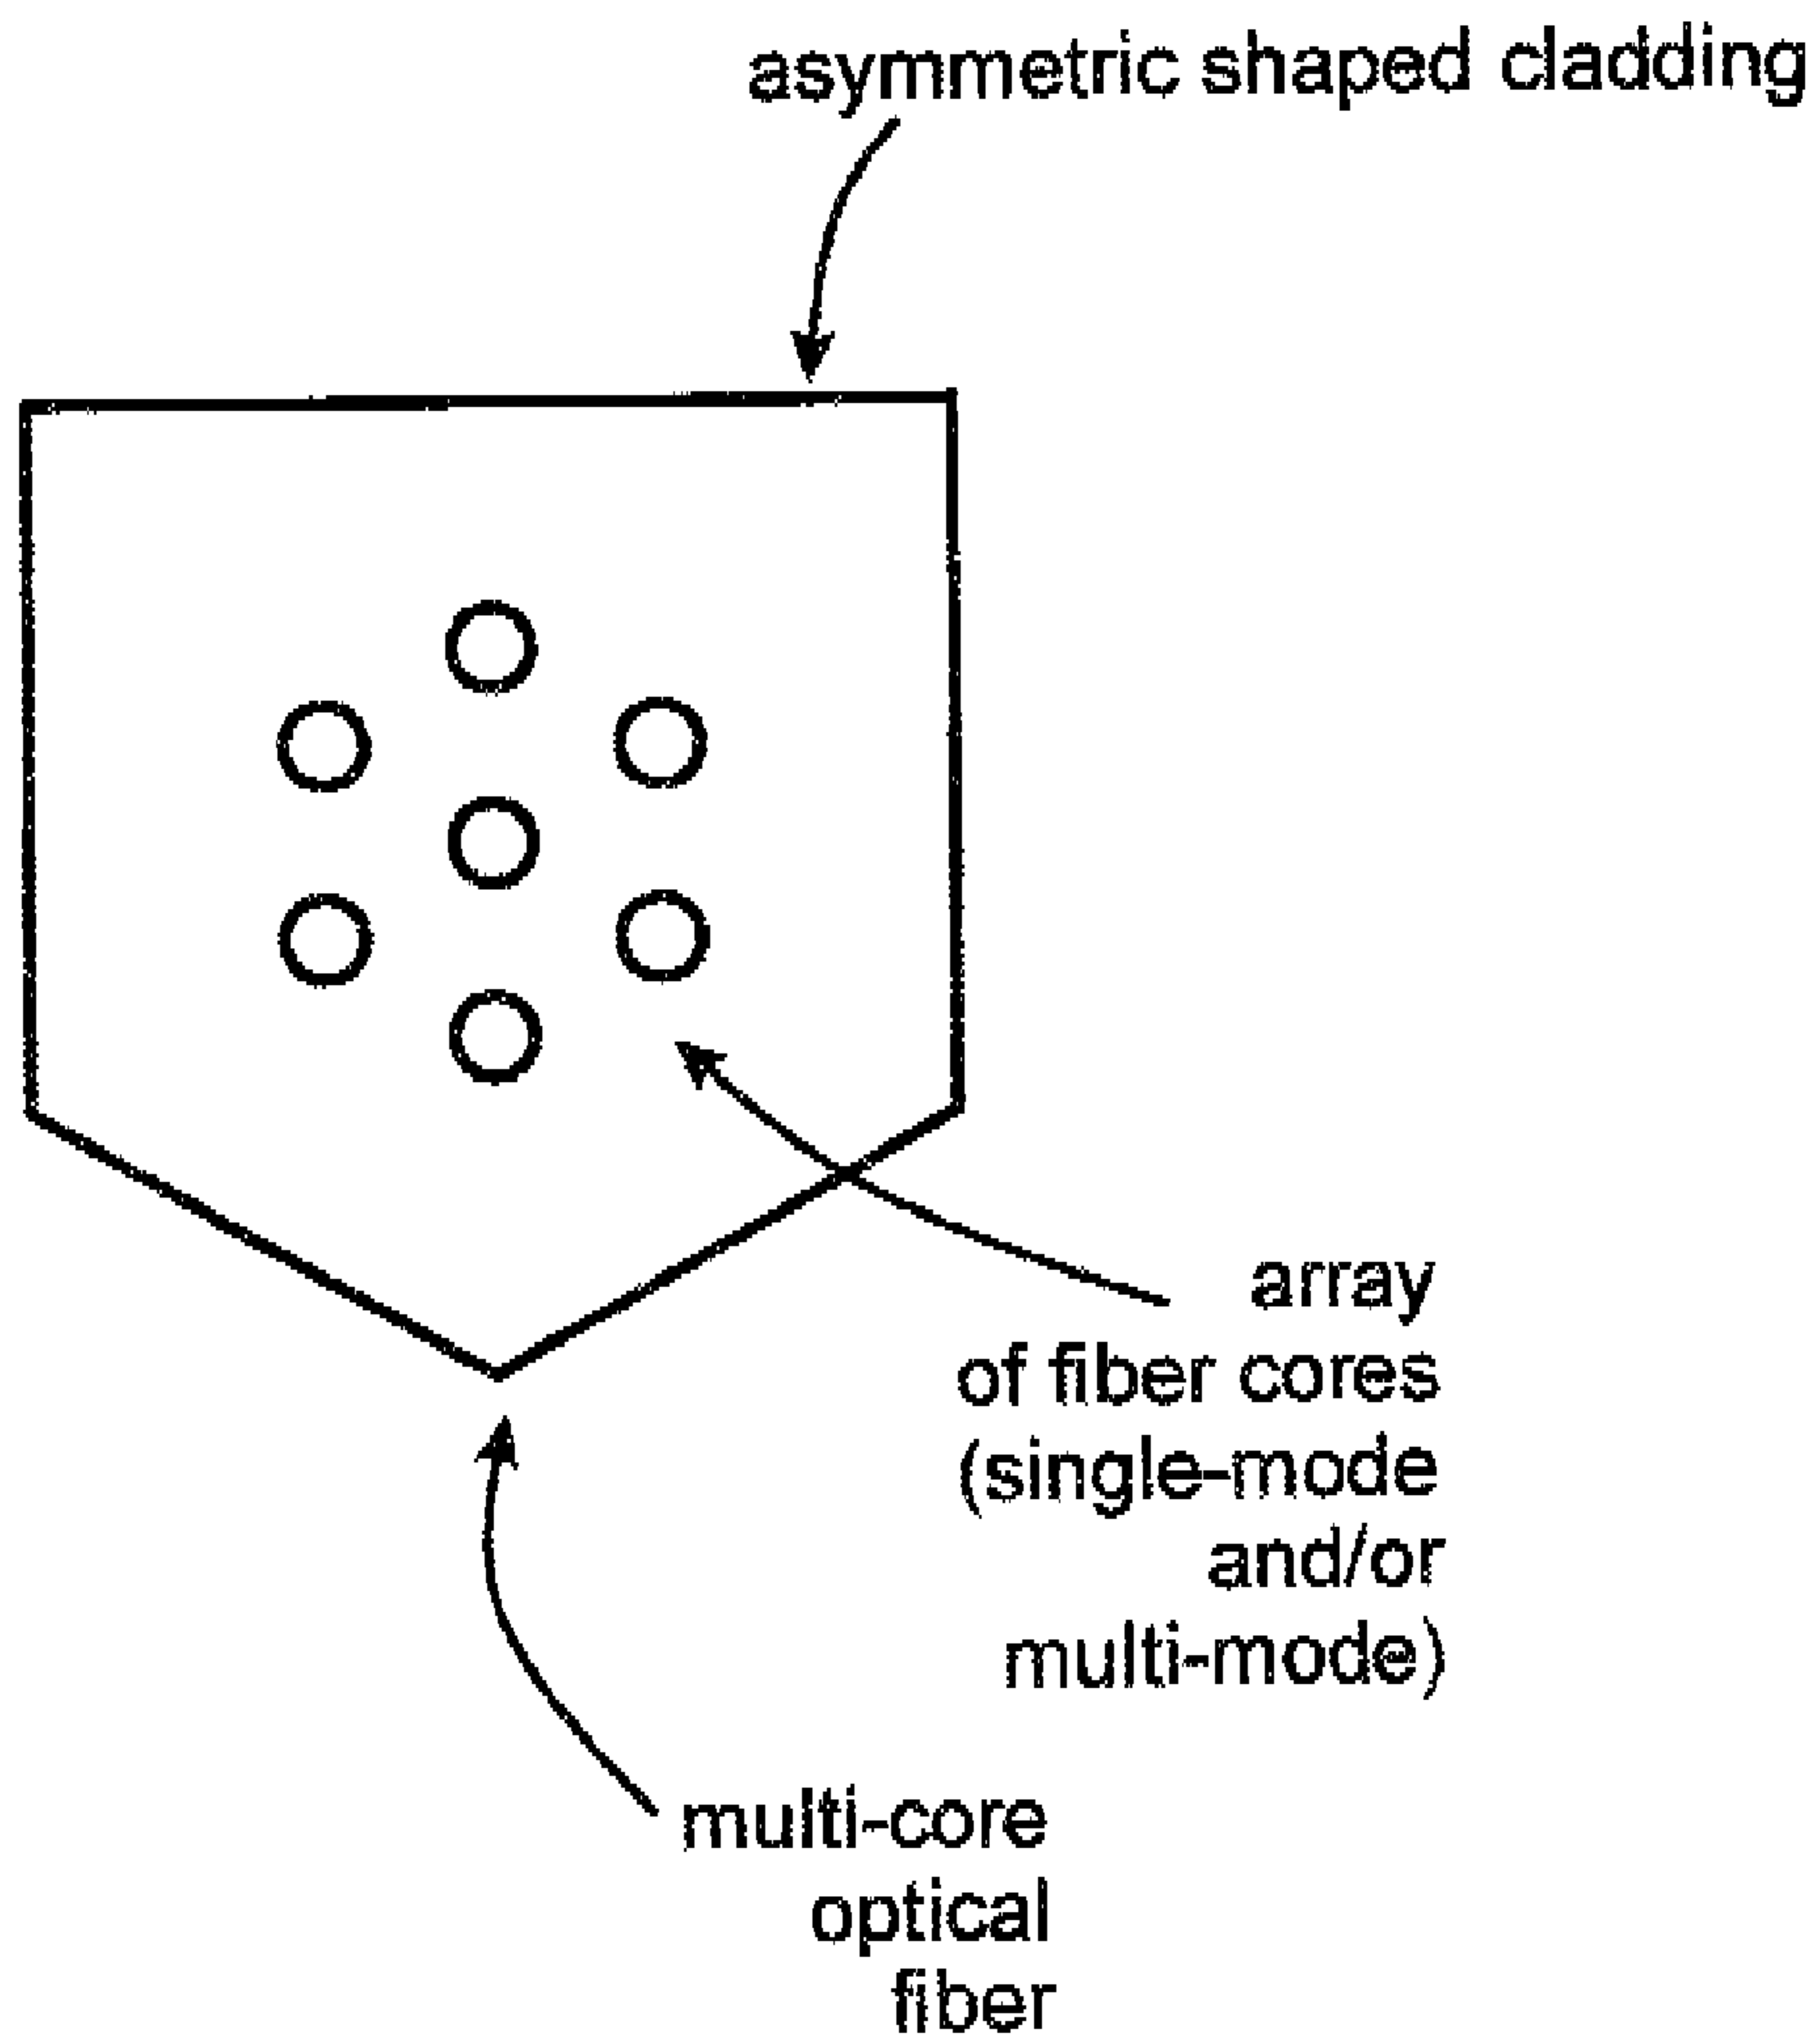 asymmetric shaped cladding
array
of fiber cores
(single-mode
and/or
multi-mode)
multi-core
optical
fiber